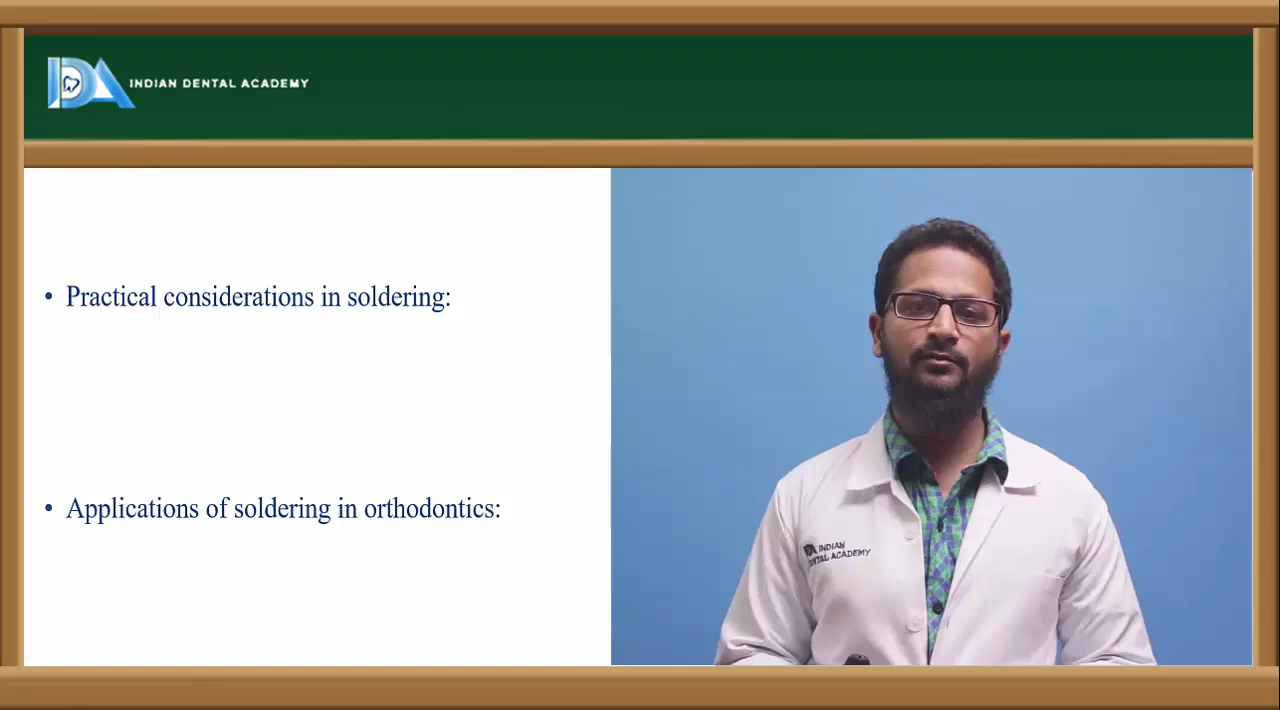 INDIAN DENTAL ACADEMY
• Practical considerations in soldering:
• Applications of soldering in orthodontics:
INDIAN
DENTAL ACADEMY